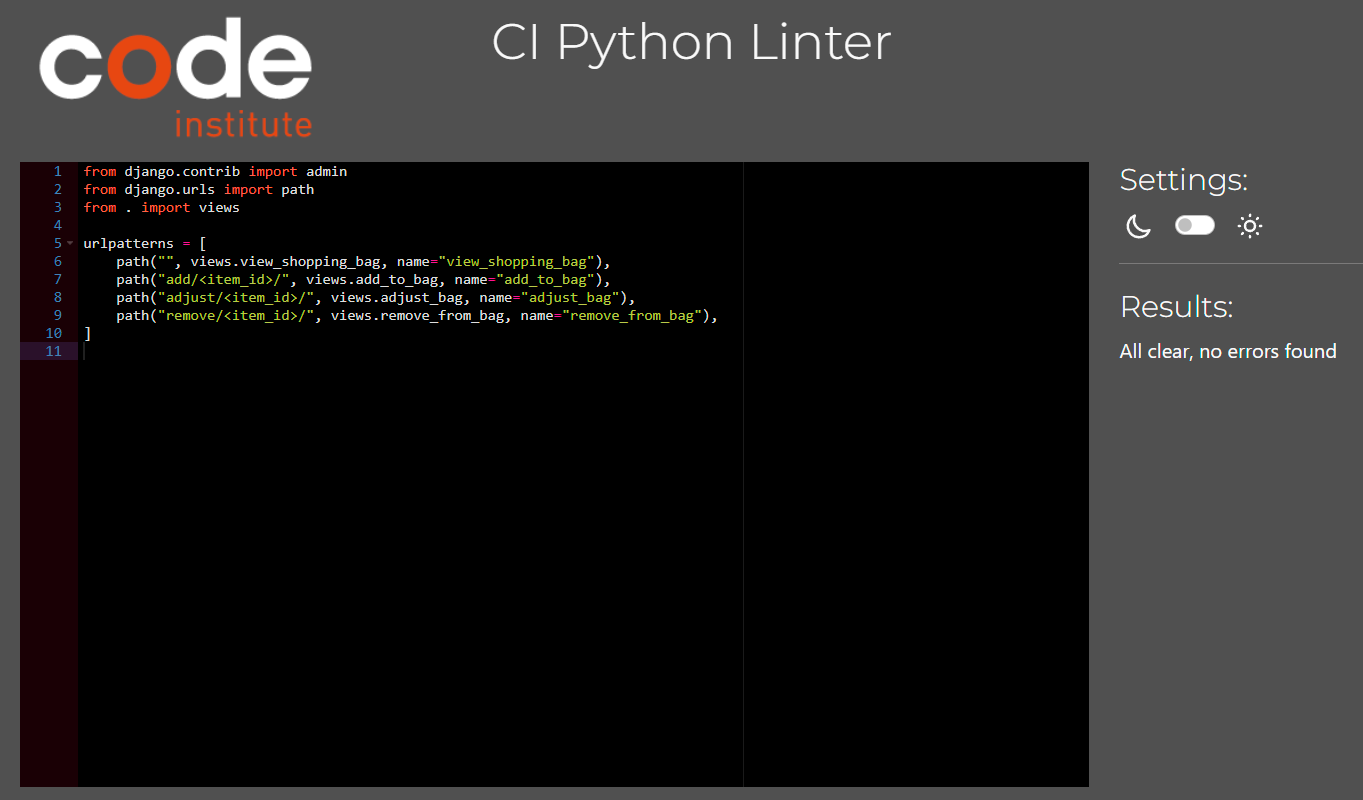 code
institute
CI Python Linter
1 from django.contrib import admin
2 from django.urls import path
3 from . import views
4
5 urlpatterns = [
6     path("", views.view_shopping_bag, name="view_shopping_bag"),
7     path("add/<item_id>/", views.add_to_bag, name="add_to_bag"),
8     path("adjust/<item_id>/", views.adjust_bag, name="adjust_bag"),
9     path("remove/<item_id>/", views.remove_from_bag, name="remove_from_bag"),
10 ]
11
Settings:
Results:
All clear, no errors found